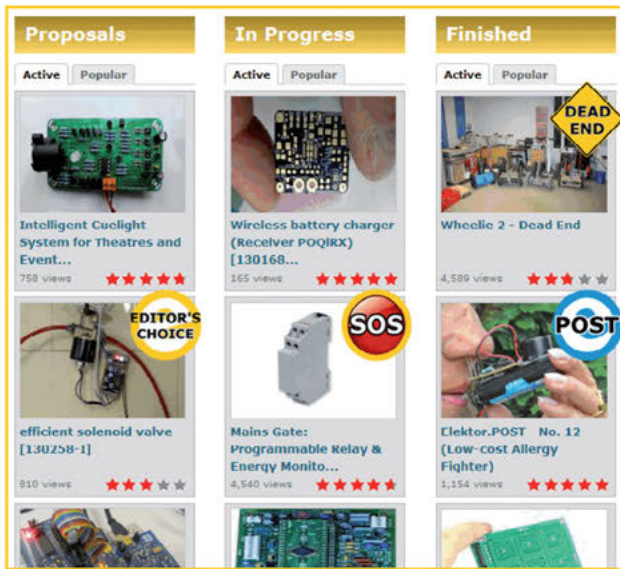 Proposals
Active Popular
Intelligent Cuelight
System for Theatres and
Event...
758 views
EDITOR'S
CHOICE
efficient solenoid valve
[130258-1]
810 views
In Progress
Active Popular
Wireless battery charger
(Receiver POQiRX)
[130168...
165 views
SOS
Mains Gate:
Programmable Relay &
Energy Monito...
4,540 views
Finished
Active Popular
DEAD
END
Wheelie 2 - Dead End
4,589 views
POST
Elektor.POST No. 12
(Low-cost Allergy
Fighter)
1,154 views